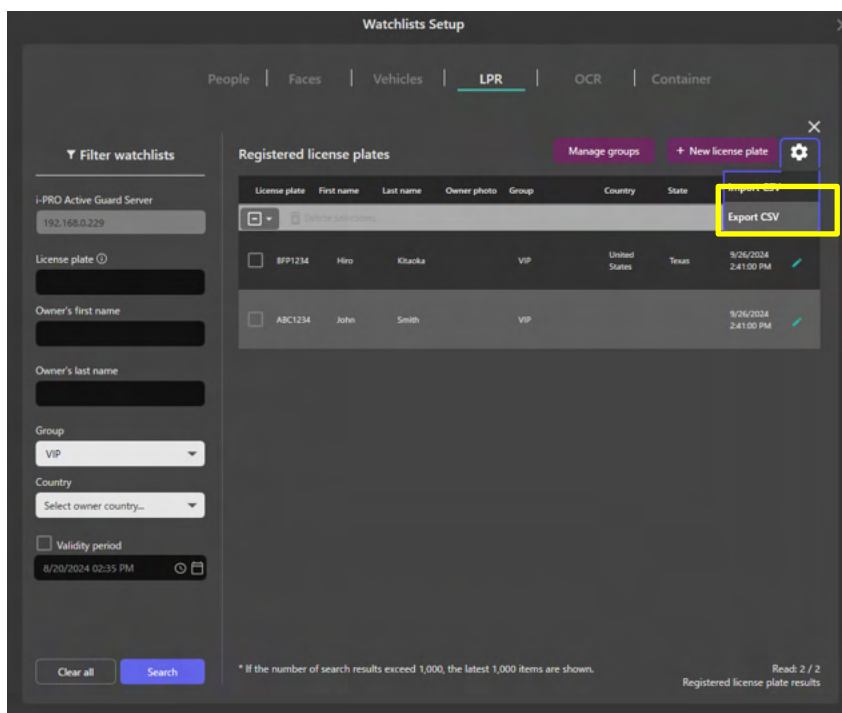 Watchlists Setup
People | Faces | Vehicles | LPR | OCR | Container
Filter watchlists
i-PRO Active Guard Server
192.168.0.229
License plate
Owner's first name
Owner's last name
Group
VIP
Country
Select owner country...
Validity period
8/20/2024 02:35 PM
Clear all Search
Registered license plates
Manage groups + New license plate
Import CSV
Export CSV
License plate First name Last name Owner photo Group Country State
Delete selections
BFP1234 Hiro Kitaoka VIP United States Texas 9/26/2024 2:41:00 PM
ABC1234 John Smith VIP 9/26/2024 2:41:00 PM
* If the number of search results exceed 1,000, the latest 1,000 items are shown.
Read: 2 / 2
Registered license plate results